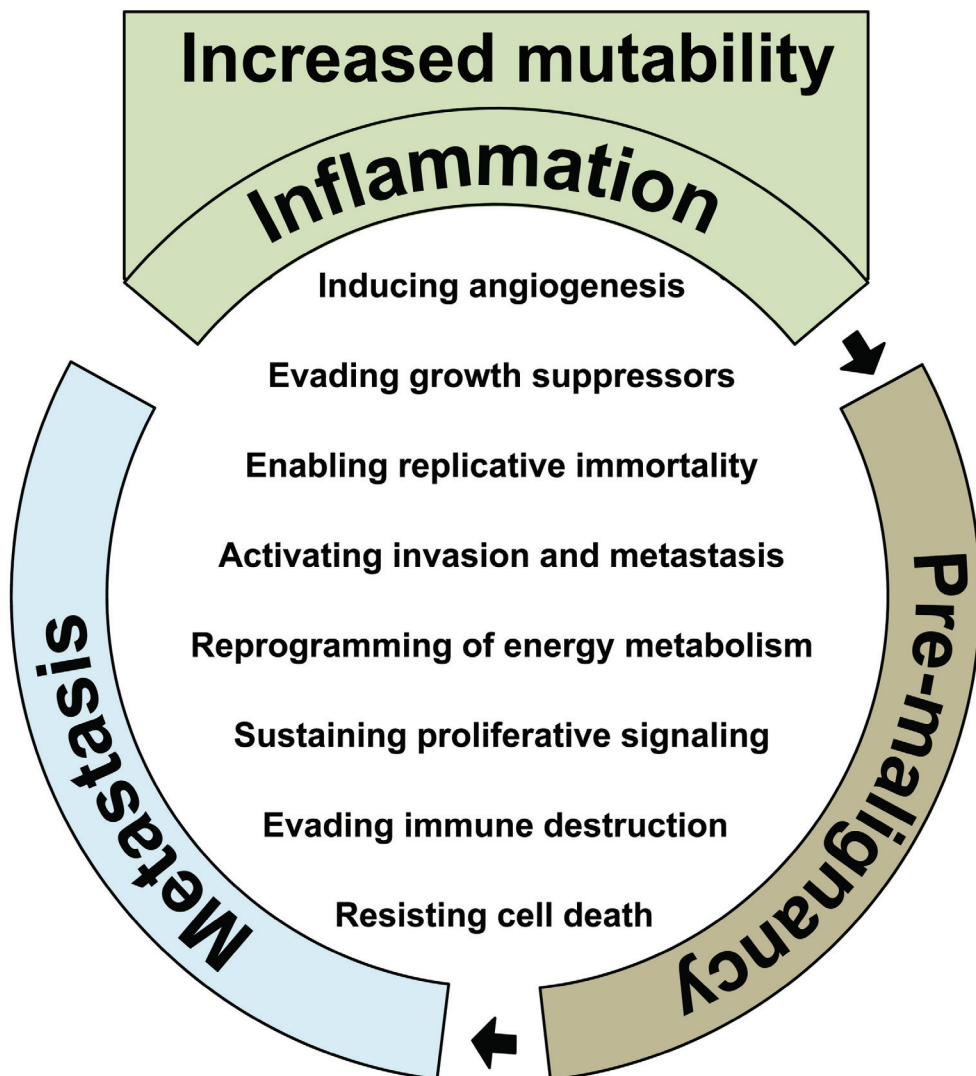 Increased mutability
Inflammation
Inducing angiogenesis
Evading growth suppressors
Enabling replicative immortality
Activating invasion and metastasis
Reprogramming of energy metabolism
Sustaining proliferative signaling
Evading immune destruction
Resisting cell death
Pre-malignancy
Metastasis